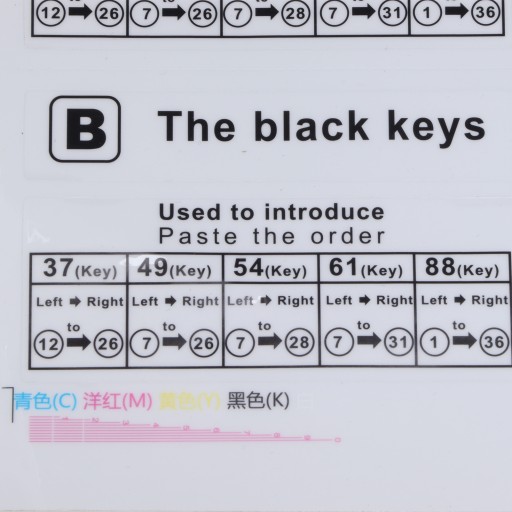 12 26 7 26 7 28 7 31 1 36
B The black keys
Used to introduce
Paste the order
37(Key) 49(Key) 54(Key) 61(Key) 88(Key)
Left Right Left Right Left Right Left Right Left Right
to to to to to
12 26 7 26 7 28 7 31 1 36
青色(C) 洋红(M) 黄色(Y) 黑色(K)